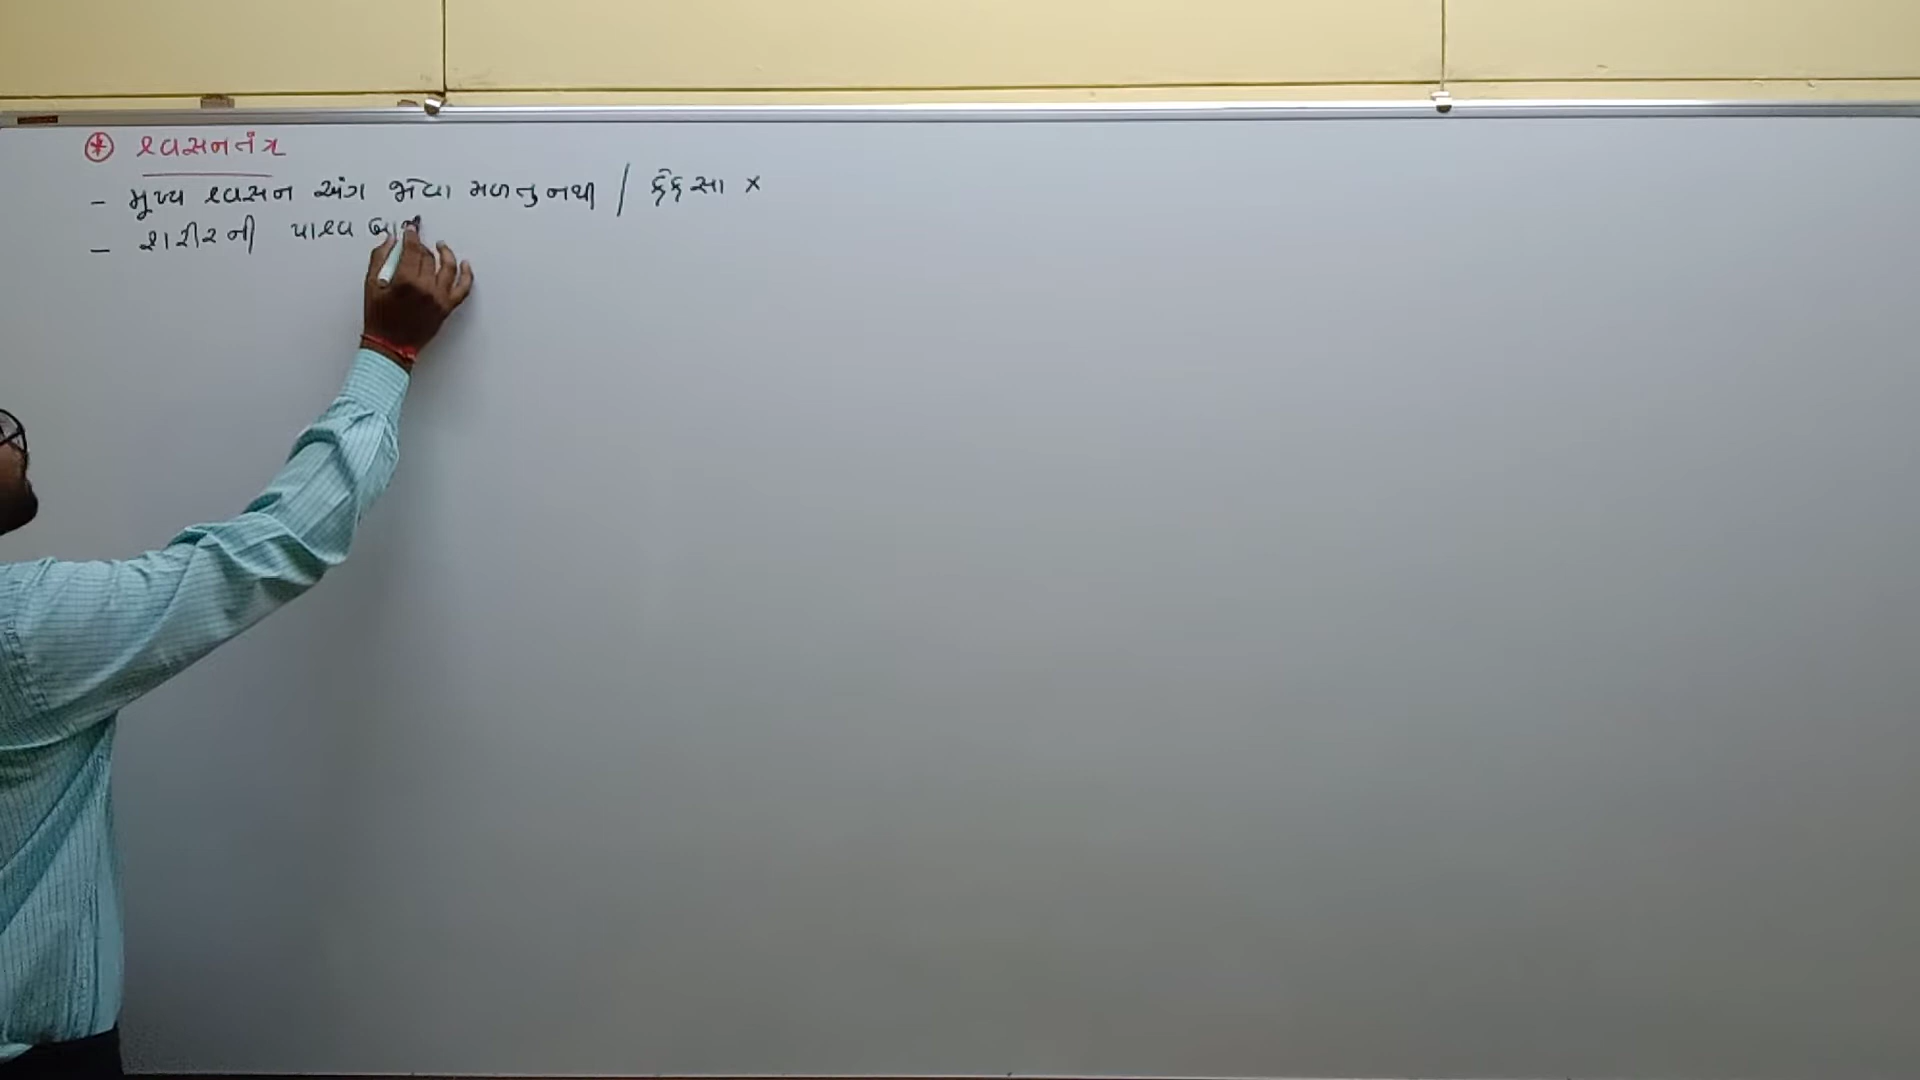 * શ્વસનતંત્ર
- મુખ્ય શ્વસન અંગ જોવા મળતુ નથી / ફેફસા x
- શરીરની પાશ્વ બાજુ